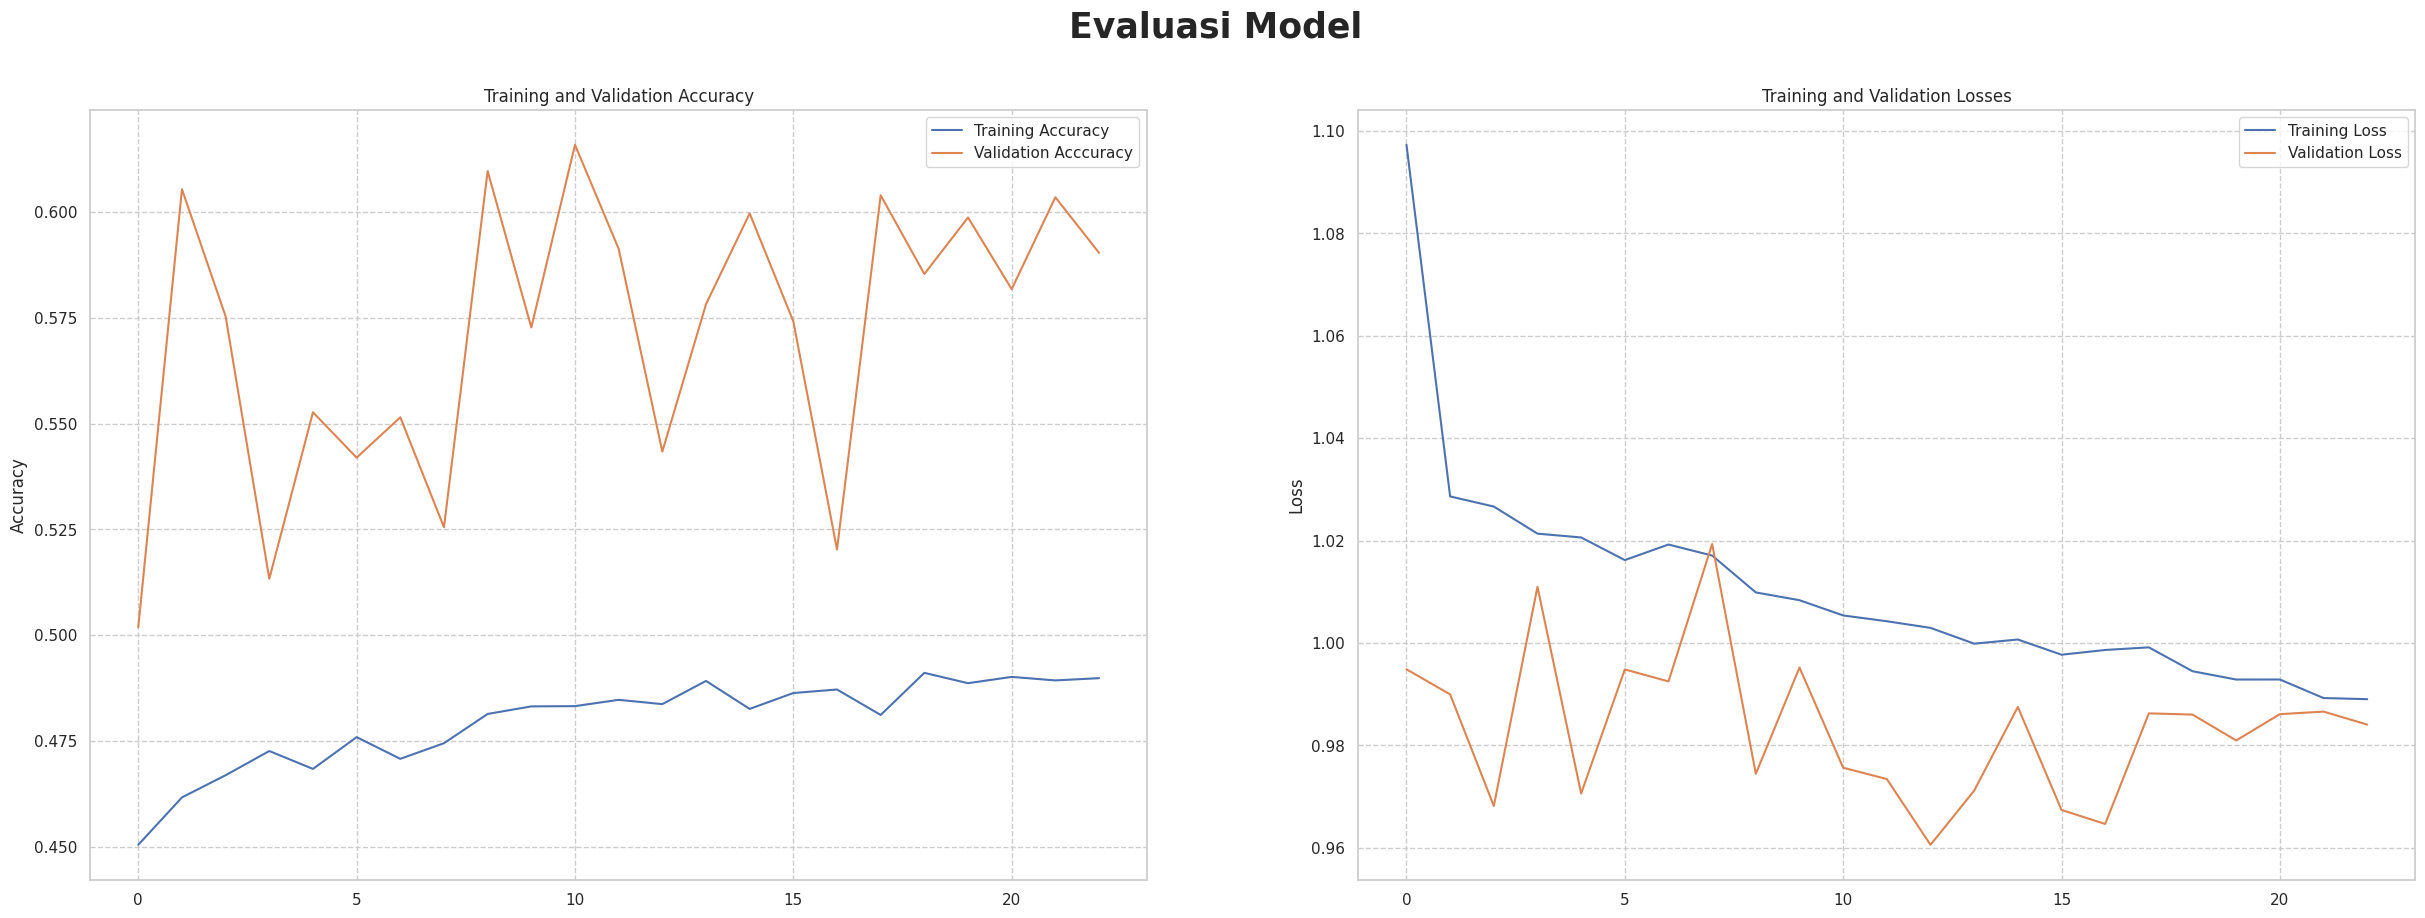 Evaluasi Model
Training and Validation Accuracy
Training Accuracy
Validation Acccuracy
0.600
0.575
0.550
0.525
0.500
0.475
0.450
Accuracy
0
5
10
15
20
Training and Validation Losses
Training Loss
Validation Loss
1.10
1.08
1.06
1.04
1.02
1.00
0.98
0.96
Loss
0
5
10
15
20